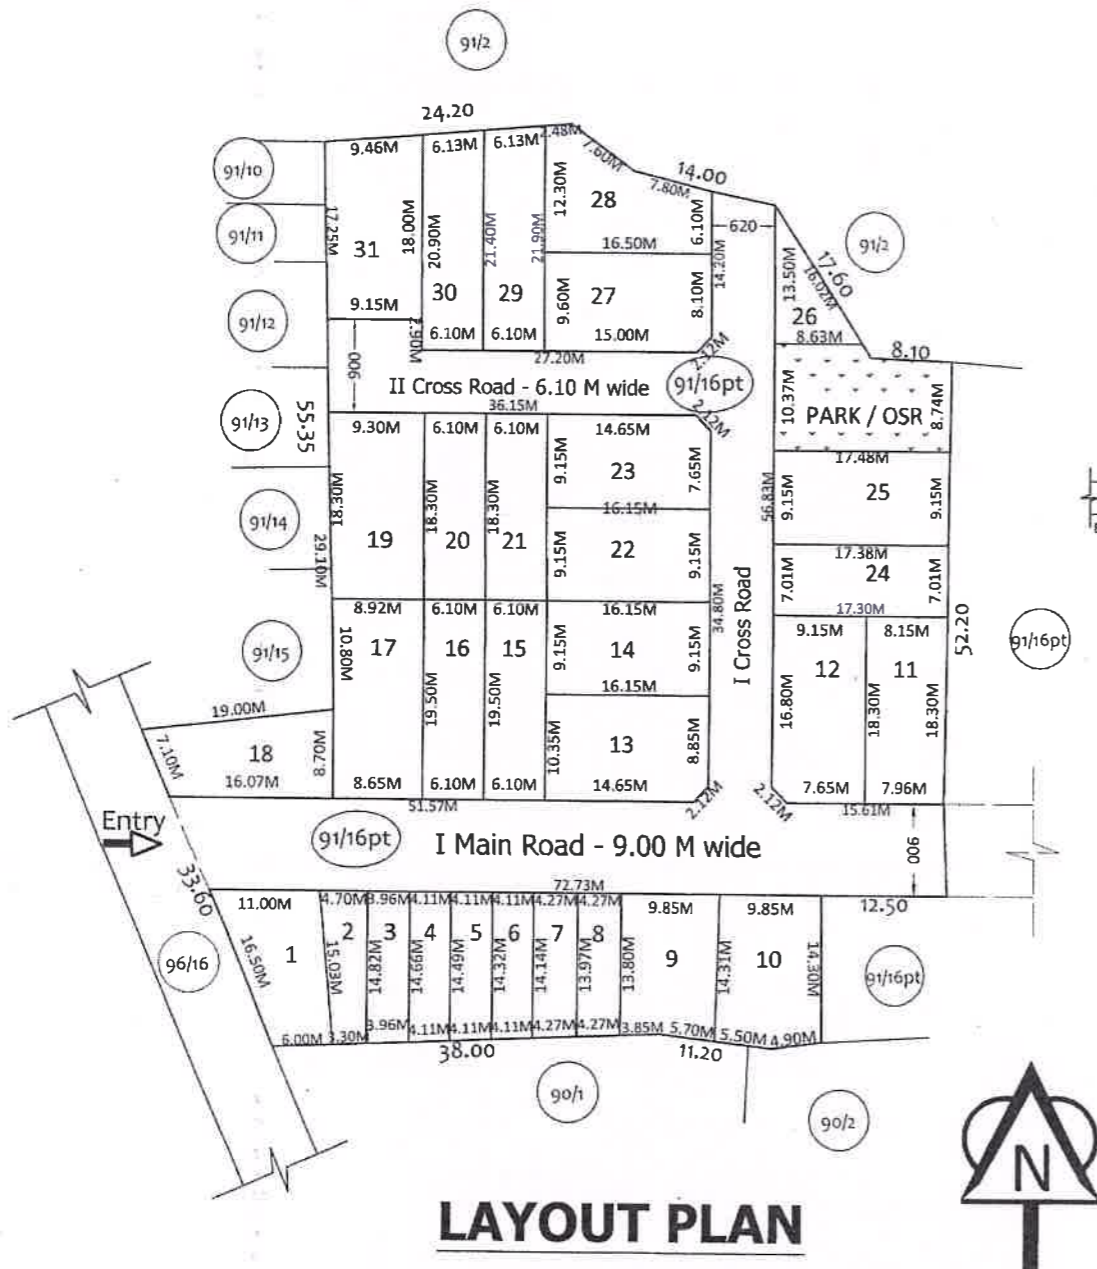 91/2
24.20
9.46M
6.13M
6.13M
2.48M
7.60M
7.80M
14.00
91/10
91/11
91/12
91/13
91/14
91/15
17.25M
31
18.00M
9.15M
20.90M
30
6.10M
21.40M
29
6.10M
21.90M
12.30M
28
6.10M
16.50M
9.60M
27
8.10M
15.00M
14.20M
620
91/2
17.60
13.50M
16.02M
26
8.63M
8.10
900
2.90M
27.20M
2.12M
II Cross Road - 6.10 M wide
91/16pt
36.15M
2.12M
10.37M
PARK / OSR
8.74M
17.48M
55.35
9.30M
6.10M
6.10M
14.65M
9.15M
23
7.65M
16.15M
18.30M
19
18.30M
20
18.30M
21
9.15M
22
9.15M
56.83M
9.15M
25
9.15M
17.38M
7.01M
24
7.01M
17.30M
29.10M
8.92M
6.10M
6.10M
16.15M
34.80M
I Cross Road
10.80M
17
16
15
9.15M
14
9.15M
16.15M
9.15M
8.15M
12
11
52.20
91/16pt
16.80M
18.30M
18.30M
19.50M
19.50M
19.00M
7.10M
18
8.70M
16.07M
10.35M
13
8.85M
8.65M
6.10M
6.10M
14.65M
7.65M
7.96M
51.57M
2.12M
2.12M
15.61M
Entry
91/16pt
I Main Road - 9.00 M wide
900
33.60
72.73M
11.00M
4.70M
3.96M
4.11M
4.11M
4.11M
4.27M
4.27M
9.85M
9.85M
12.50
96/16
16.50M
1
15.03M
2
14.82M
3
14.66M
4
14.49M
5
14.32M
6
14.14M
7
13.97M
8
13.80M
9
14.31M
10
14.30M
91/16pt
6.00M
3.30M
3.96M
4.11M
4.11M
4.11M
4.27M
4.27M
3.85M
5.70M
5.50M
4.90M
38.00
11.20
90/1
90/2
N
LAYOUT PLAN